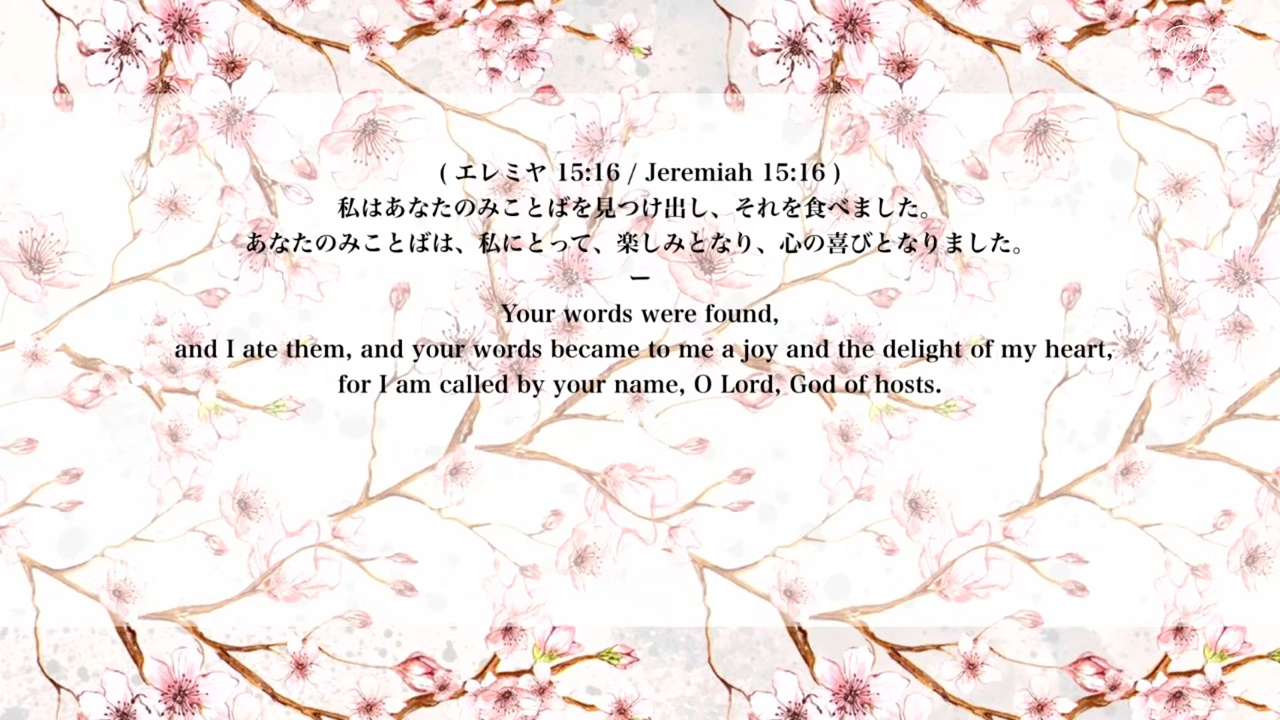 ( エレミヤ 15:16 / Jeremiah 15:16 )
私はあなたのみことばを見つけ出し、それを食べました。
あなたのみことばは、私にとって、楽しみとなり、心の喜びとなりました。
ー
Your words were found,
and I ate them, and your words became to me a joy and the delight of my heart,
for I am called by your name, O Lord, God of hosts.